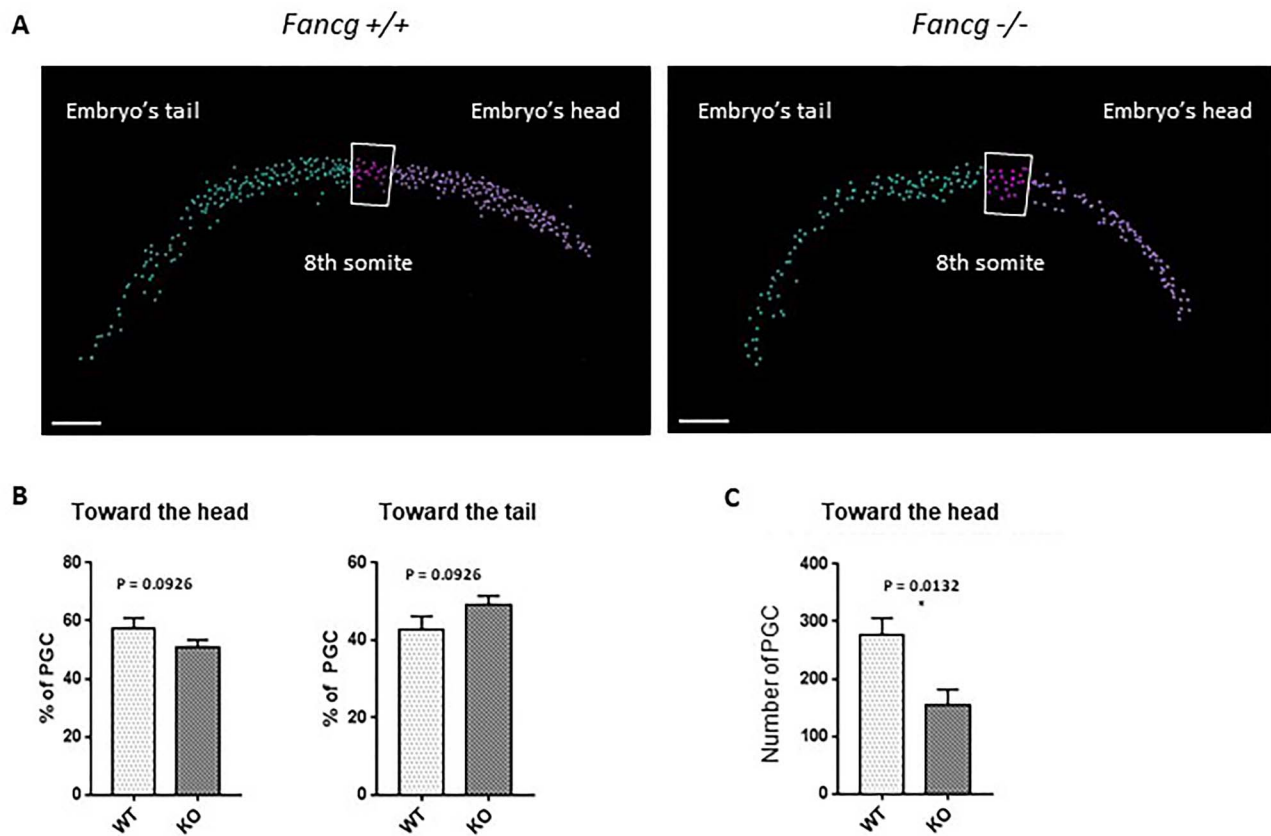 A
Fancg +/+
Fancg -/-
Embryo's tail
Embryo's head
8th somite
Embryo's tail
Embryo's head
8th somite
B
Toward the head
80
60
40
20
0
% of PGC
P = 0.0926
WT
KO
Toward the tail
60
40
20
0
% of PGC
P = 0.0926
WT
KO
C
Toward the head
400
300
200
100
0
Number of PGC
P = 0.0132
*
WT
KO